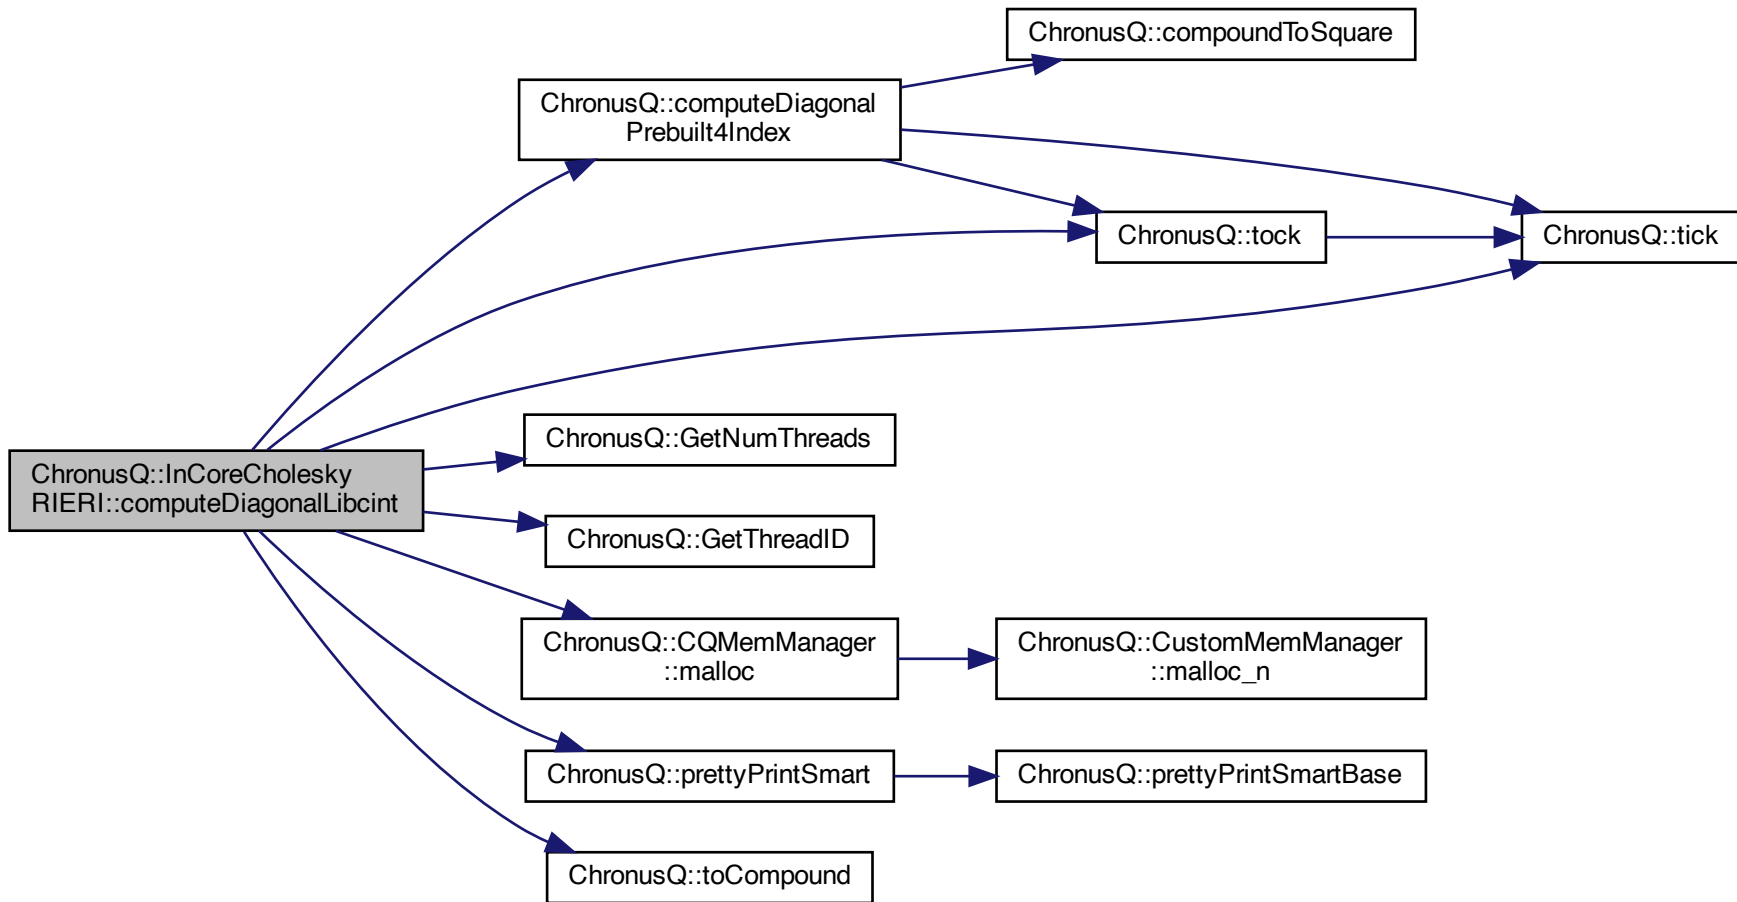 ChronusQ::compoundToSquare
ChronusQ::computeDiagonal
Prebuilt4Index
ChronusQ::tock
ChronusQ::tick
ChronusQ::GetNumThreads
ChronusQ::InCoreCholesky
RIERI::computeDiagonalLibcint
ChronusQ::GetThreadID
ChronusQ::CQMemManager
::malloc
ChronusQ::CustomMemManager
::malloc_n
ChronusQ::prettyPrintSmart
ChronusQ::prettyPrintSmartBase
ChronusQ::toCompound